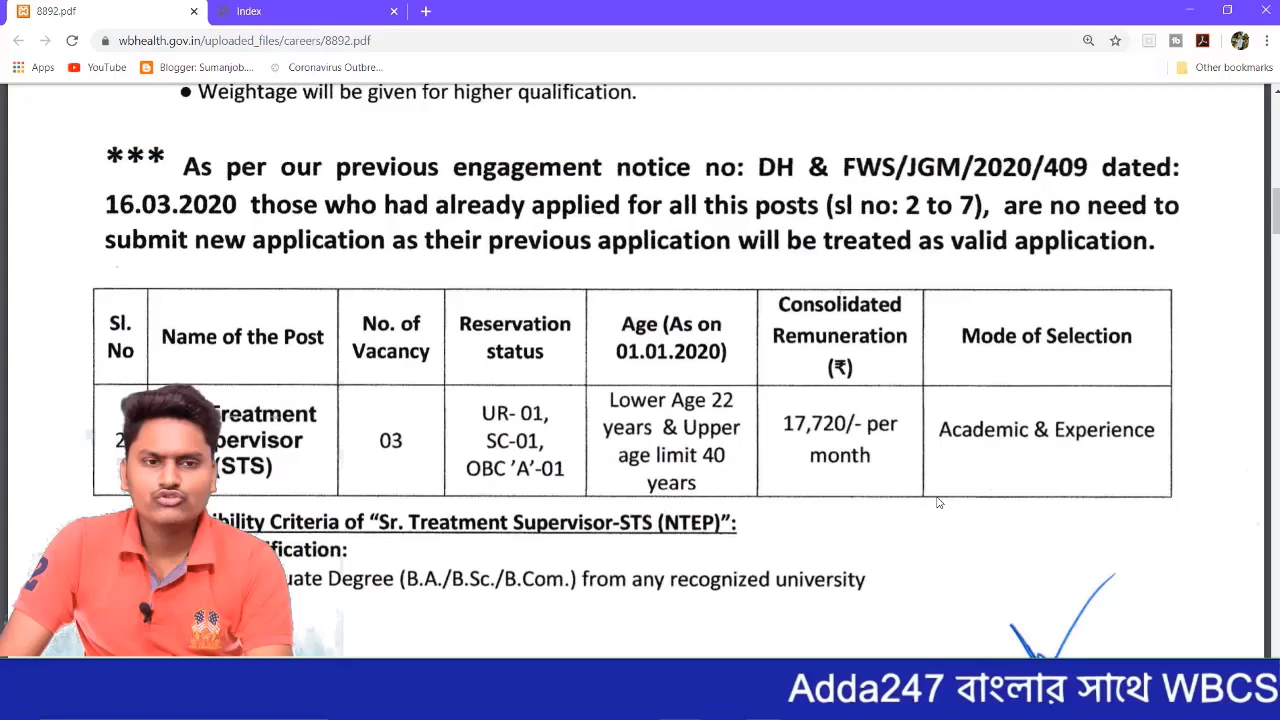 8892.pdf
Index
wbhealth.gov.in/uploaded_files/careers/8892.pdf
Apps
YouTube
Blogger: Sumanjob....
Coronavirus Outbre...
Other bookmarks
● Weightage will be given for higher qualification.
*** As per our previous engagement notice no: DH & FWS/JGM/2020/409 dated:
16.03.2020 those who had already applied for all this posts (sl no: 2 to 7), are no need to
submit new application as their previous application will be treated as valid application.
Sl. No
Name of the Post
No. of Vacancy
Reservation status
Age (As on 01.01.2020)
Consolidated Remuneration (₹)
Mode of Selection
2
Treatment
(STS)
03
UR- 01,
SC-01,
OBC 'A'-01
Lower Age 22
years & Upper
age limit 40
years
17,720/- per
month
Academic & Experience
Criteria of "Sr. Treatment Supervisor-STS (NTEP)":
Degree (B.A./B.Sc./B.Com.) from any recognized university
2
Adda247 বাংলার সাথে WBCS